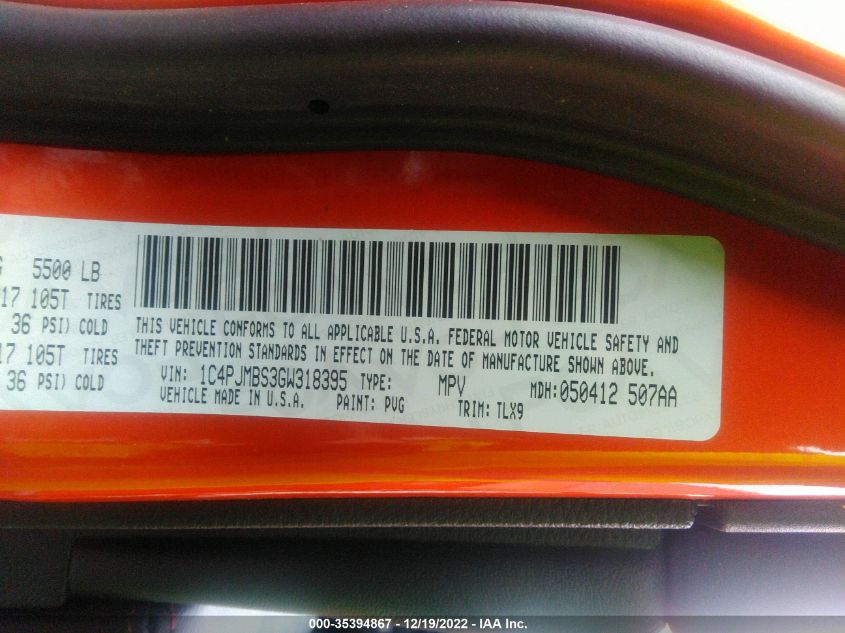 G 5500 LB
17 105T TIRES
36 PSI) COLD
17 105T TIRES
36 PSI) COLD
THIS VEHICLE CONFORMS TO ALL APPLICABLE U.S.A. FEDERAL MOTOR VEHICLE SAFETY AND
THEFT PREVENTION STANDARDS IN EFFECT ON THE DATE OF MANUFACTURE SHOWN ABOVE.
VIN: 1C4PJMBS3GW318395 TYPE: MPV MDH:050412 507AA
VEHICLE MADE IN U.S.A. PAINT: PVG TRIM: TLX9
000-35394867 - 12/19/2022 - IAA Inc.